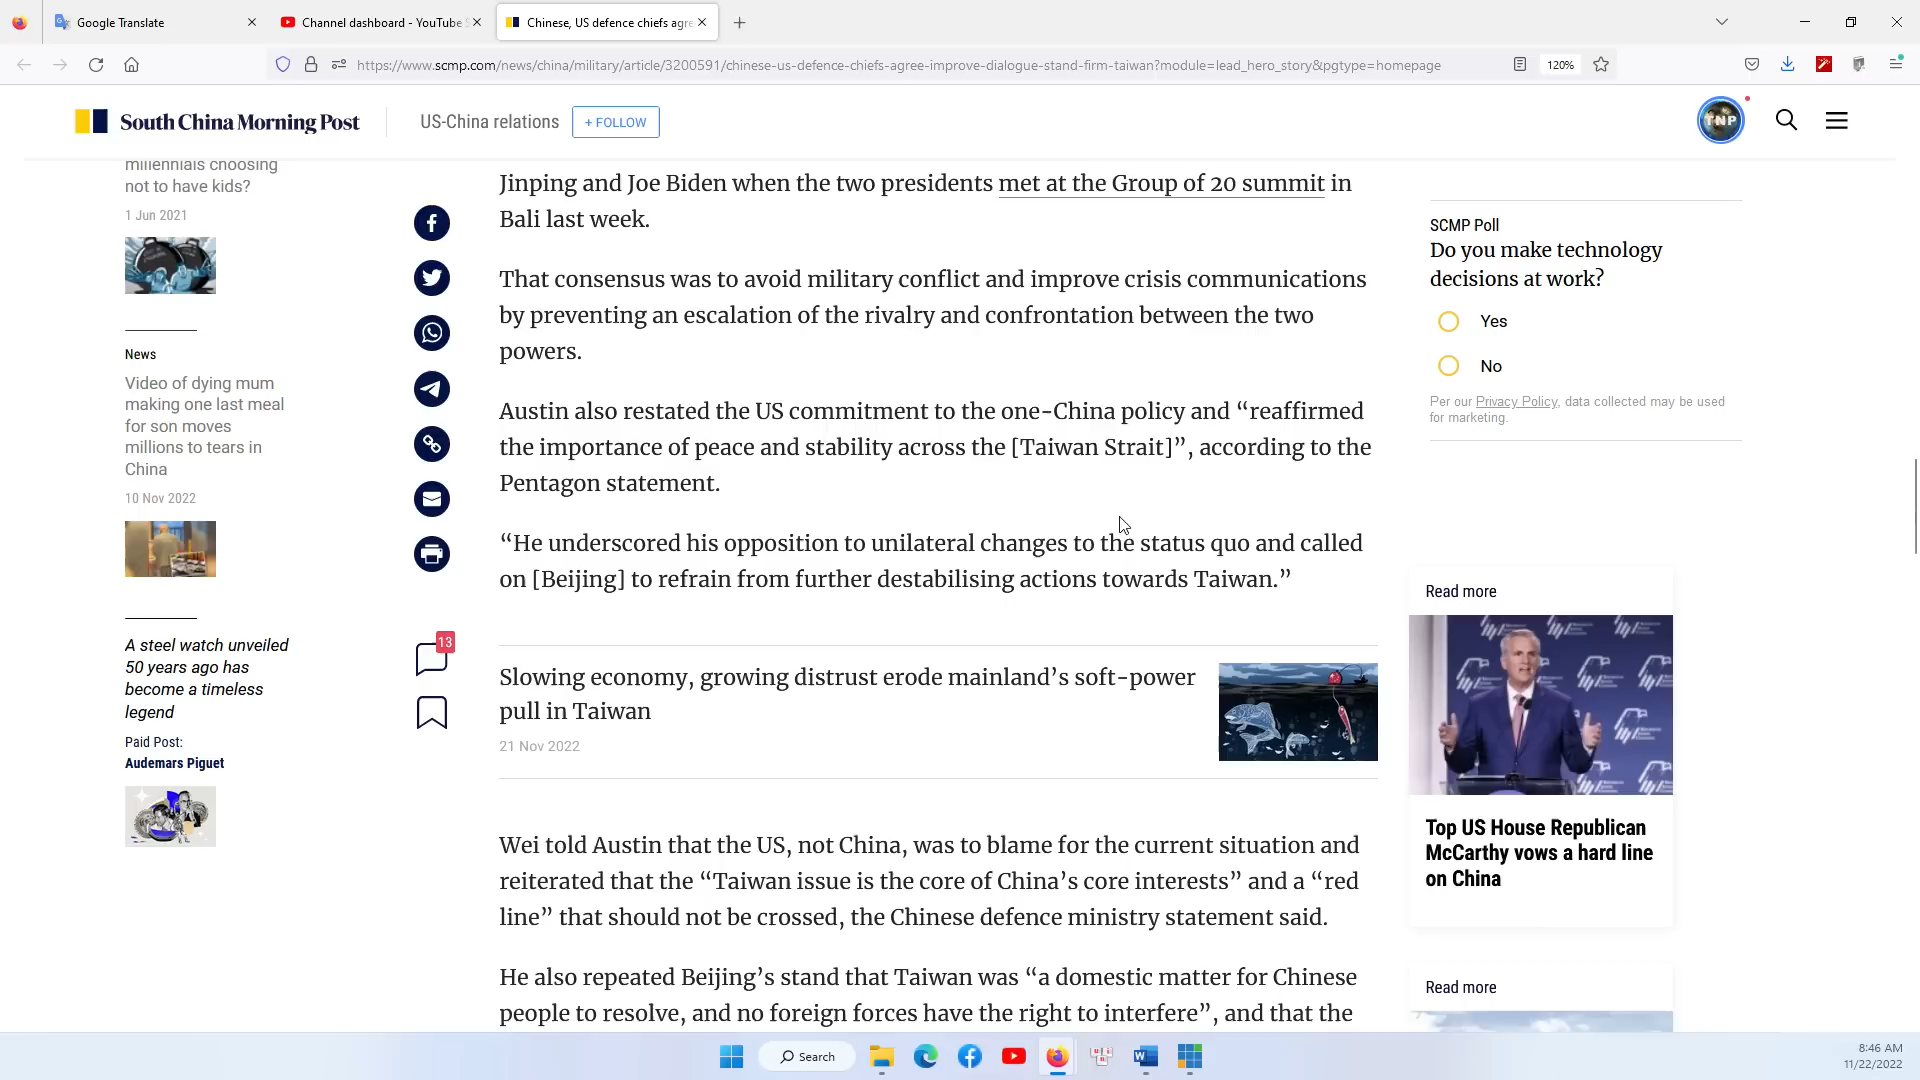 Google Translate
Channel dashboard - YouTube S
Chinese, US defence chiefs agre
https://www.scmp.com/news/china/military/article/3200591/chinese-us-defence-chiefs-agree-improve-dialogue-stand-firm-taiwan?module=lead_hero_story&pgtype=homepage
120%
South China Morning Post
US-China relations
+ FOLLOW
TNP
millennials choosing
not to have kids?
1 Jun 2021
News
Video of dying mum
making one last meal
for son moves
millions to tears in
China
10 Nov 2022
A steel watch unveiled
50 years ago has
become a timeless
legend
Paid Post:
Audemars Piguet
13
Jinping and Joe Biden when the two presidents met at the Group of 20 summit in
Bali last week.
That consensus was to avoid military conflict and improve crisis communications
by preventing an escalation of the rivalry and confrontation between the two
powers.
Austin also restated the US commitment to the one-China policy and “reaffirmed
the importance of peace and stability across the [Taiwan Strait]”, according to the
Pentagon statement.
“He underscored his opposition to unilateral changes to the status quo and called
on [Beijing] to refrain from further destabilising actions towards Taiwan.”
Slowing economy, growing distrust erode mainland’s soft-power
pull in Taiwan
21 Nov 2022
Wei told Austin that the US, not China, was to blame for the current situation and
reiterated that the “Taiwan issue is the core of China’s core interests” and a “red
line” that should not be crossed, the Chinese defence ministry statement said.
He also repeated Beijing’s stand that Taiwan was “a domestic matter for Chinese
people to resolve, and no foreign forces have the right to interfere”, and that the
SCMP Poll
Do you make technology
decisions at work?
Yes
No
Per our Privacy Policy, data collected may be used
for marketing.
Read more
Top US House Republican
McCarthy vows a hard line
on China
Read more
Search
8:46 AM
11/22/2022